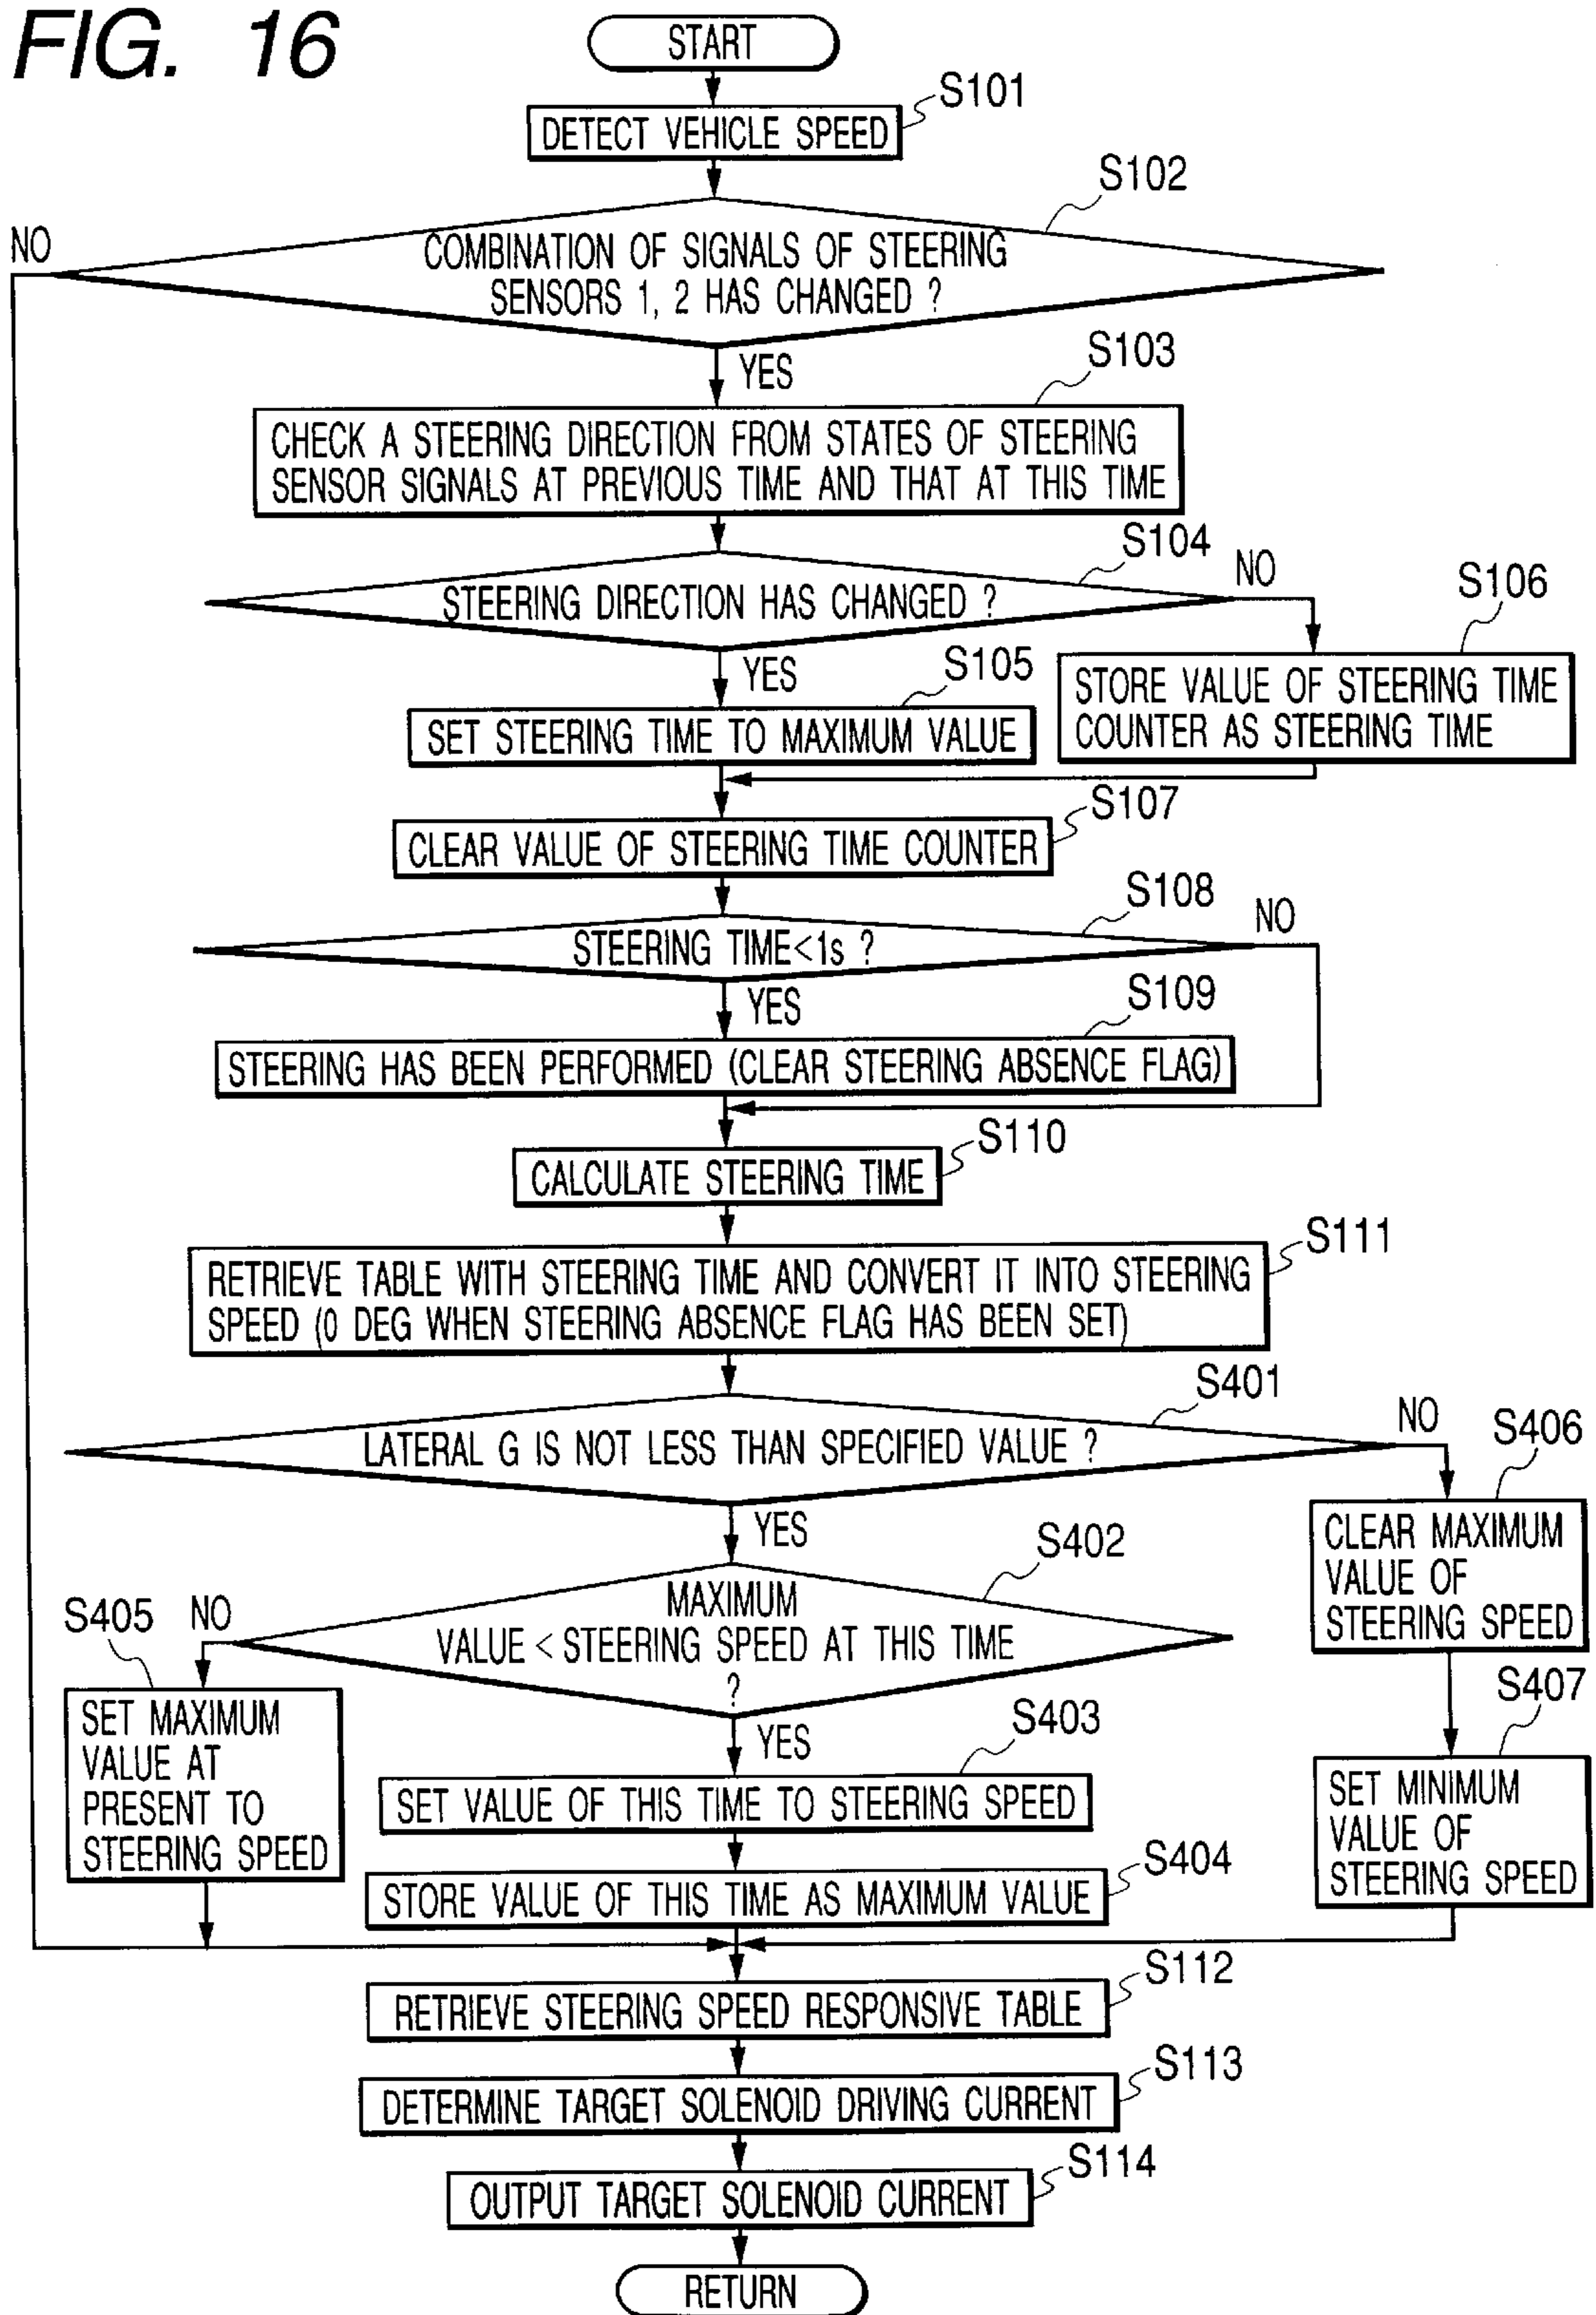 FIG. 16
START
S101
DETECT VEHICLE SPEED
S102
NO
COMBINATION OF SIGNALS OF STEERING
SENSORS 1, 2 HAS CHANGED ?
YES
S103
CHECK A STEERING DIRECTION FROM STATES OF STEERING
SENSOR SIGNALS AT PREVIOUS TIME AND THAT AT THIS TIME
S104
NO
STEERING DIRECTION HAS CHANGED ?
S106
YES
S105
STORE VALUE OF STEERING TIME
COUNTER AS STEERING TIME
SET STEERING TIME TO MAXIMUM VALUE
S107
CLEAR VALUE OF STEERING TIME COUNTER
S108
NO
STEERING TIME<1s ?
YES
S109
STEERING HAS BEEN PERFORMED (CLEAR STEERING ABSENCE FLAG)
S110
CALCULATE STEERING TIME
S111
RETRIEVE TABLE WITH STEERING TIME AND CONVERT IT INTO STEERING
SPEED (0 DEG WHEN STEERING ABSENCE FLAG HAS BEEN SET)
S401
NO
LATERAL G IS NOT LESS THAN SPECIFIED VALUE ?
S406
YES
CLEAR MAXIMUM
VALUE OF
STEERING SPEED
S402
MAXIMUM
VALUE < STEERING SPEED AT THIS TIME
?
S405
NO
SET MAXIMUM
VALUE AT
PRESENT TO
STEERING SPEED
YES
S403
SET VALUE OF THIS TIME TO STEERING SPEED
S407
SET MINIMUM
VALUE OF
STEERING SPEED
S404
STORE VALUE OF THIS TIME AS MAXIMUM VALUE
S112
RETRIEVE STEERING SPEED RESPONSIVE TABLE
S113
DETERMINE TARGET SOLENOID DRIVING CURRENT
S114
OUTPUT TARGET SOLENOID CURRENT
RETURN